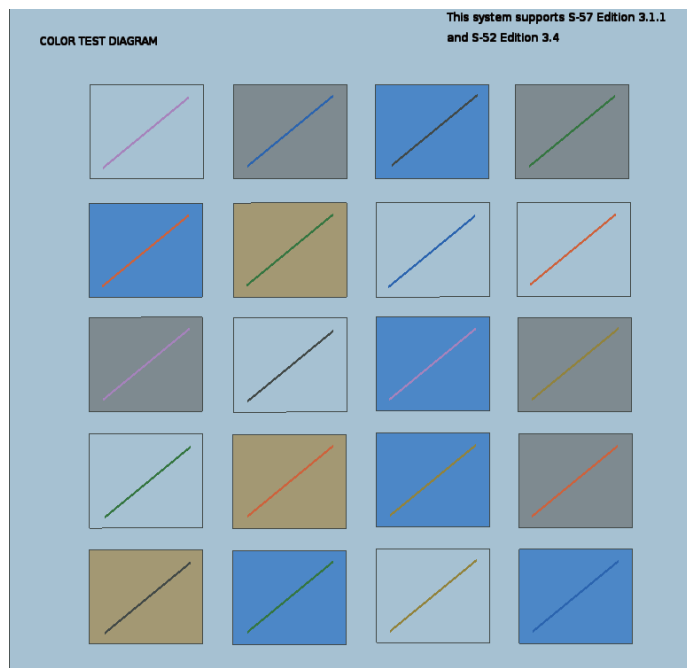 This system supports S-57 Edition 3.1.1
and S-52 Edition 3.4
COLOR TEST DIAGRAM